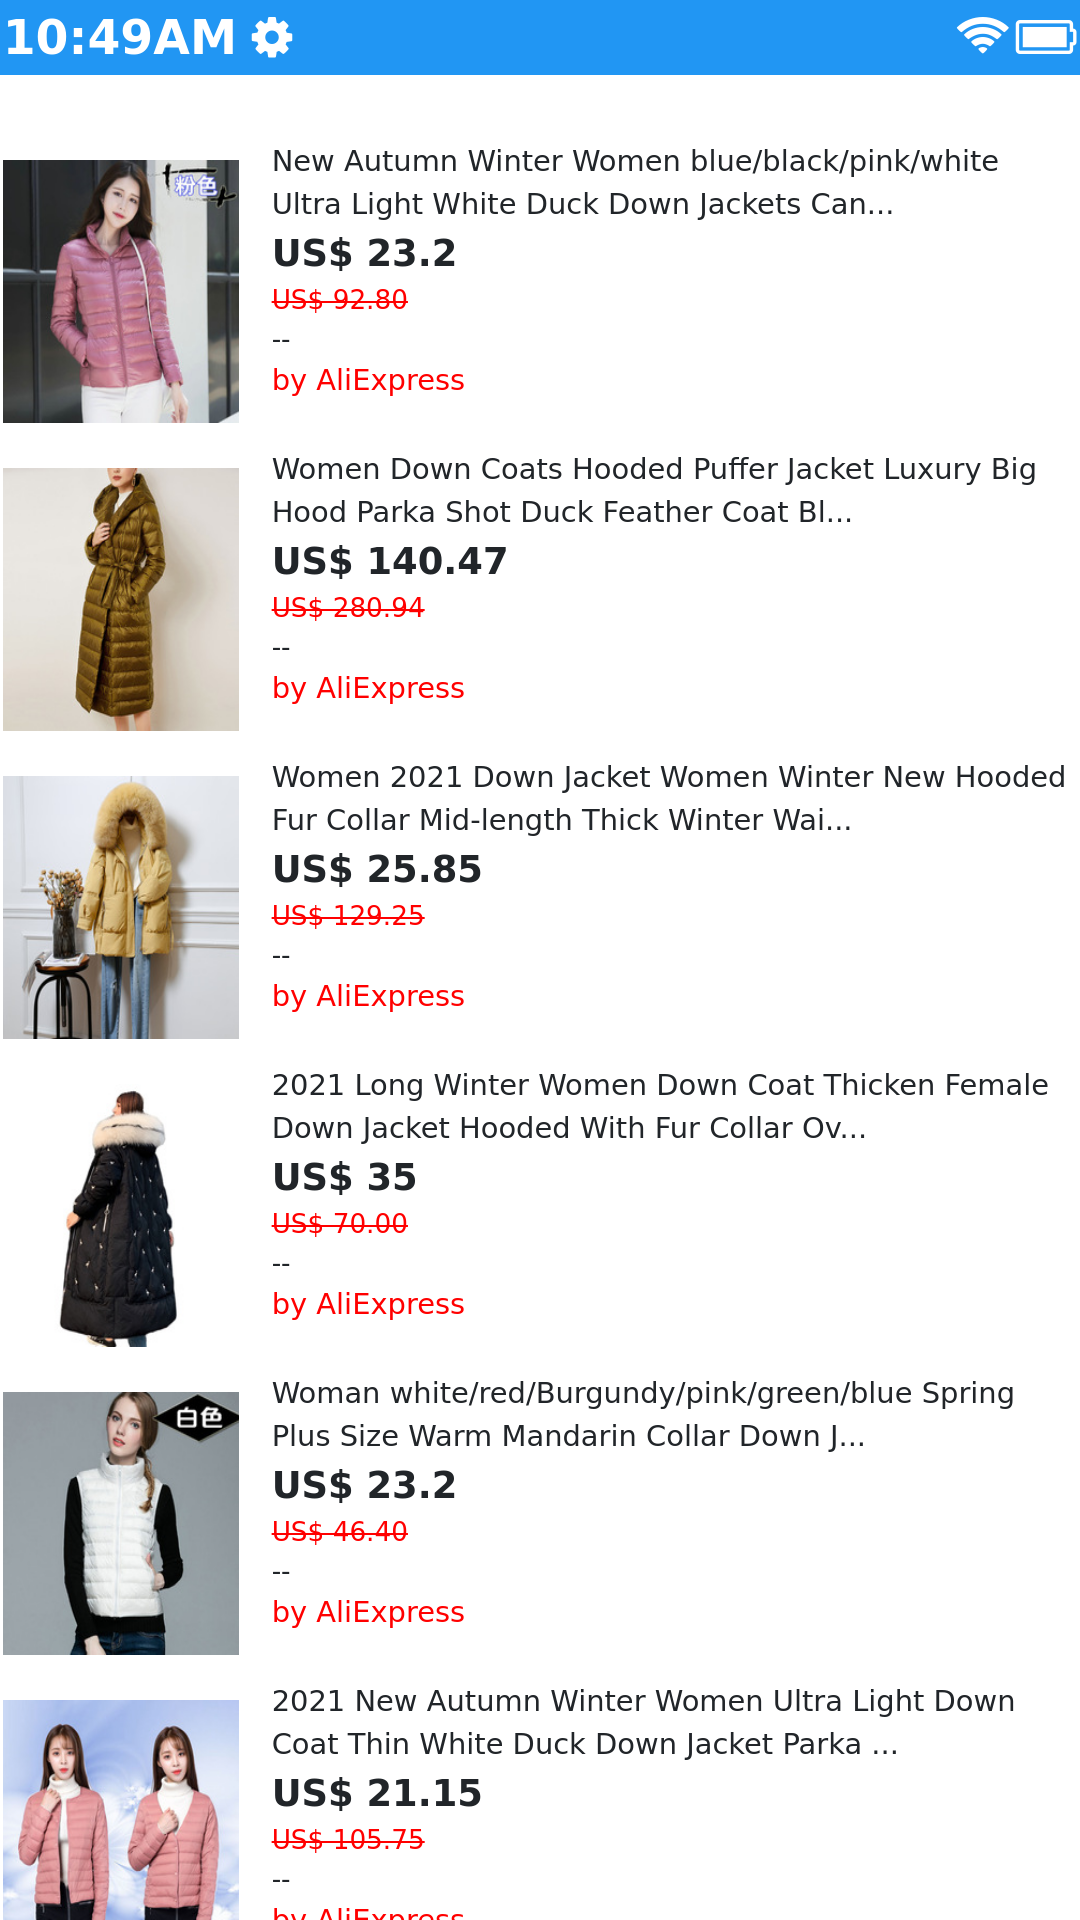 10:49AM
粉色
New Autumn Winter Women blue/black/pink/white
Ultra Light White Duck Down Jackets Can...
US$ 23.2
US$ 92.80
--
by AliExpress
Women Down Coats Hooded Puffer Jacket Luxury Big
Hood Parka Shot Duck Feather Coat Bl...
US$ 140.47
US$ 280.94
--
by AliExpress
Women 2021 Down Jacket Women Winter New Hooded
Fur Collar Mid-length Thick Winter Wai...
US$ 25.85
US$ 129.25
--
by AliExpress
2021 Long Winter Women Down Coat Thicken Female
Down Jacket Hooded With Fur Collar Ov...
US$ 35
US$ 70.00
--
by AliExpress
白色
Woman white/red/Burgundy/pink/green/blue Spring
Plus Size Warm Mandarin Collar Down J...
US$ 23.2
US$ 46.40
--
by AliExpress
2021 New Autumn Winter Women Ultra Light Down
Coat Thin White Duck Down Jacket Parka ...
US$ 21.15
US$ 105.75
--
by AliExpress